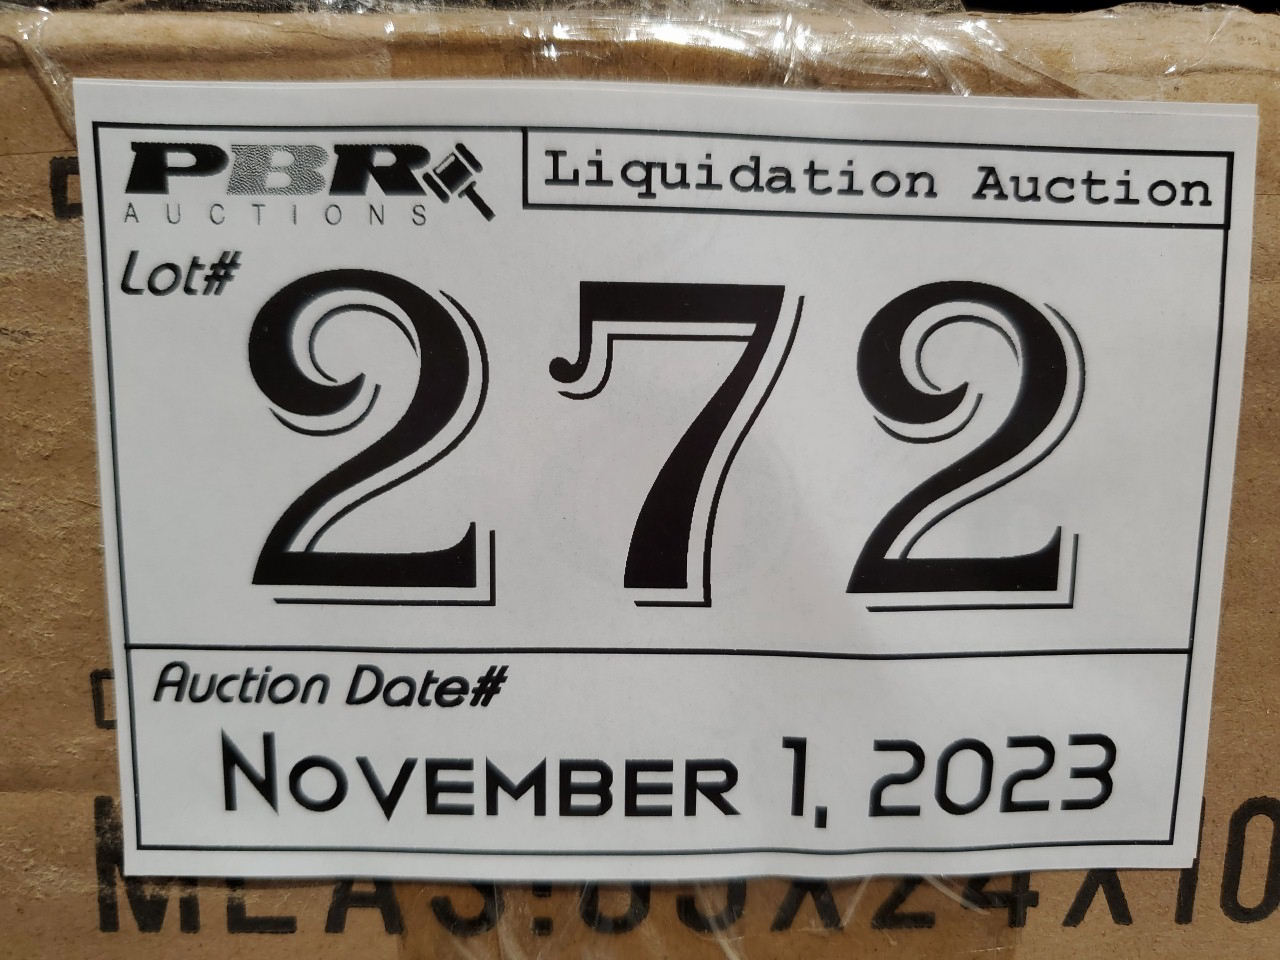 PBR
AUCTIONS
Liquidation Auction
Lot#
272
Auction Date#
NOVEMBER 1, 2023